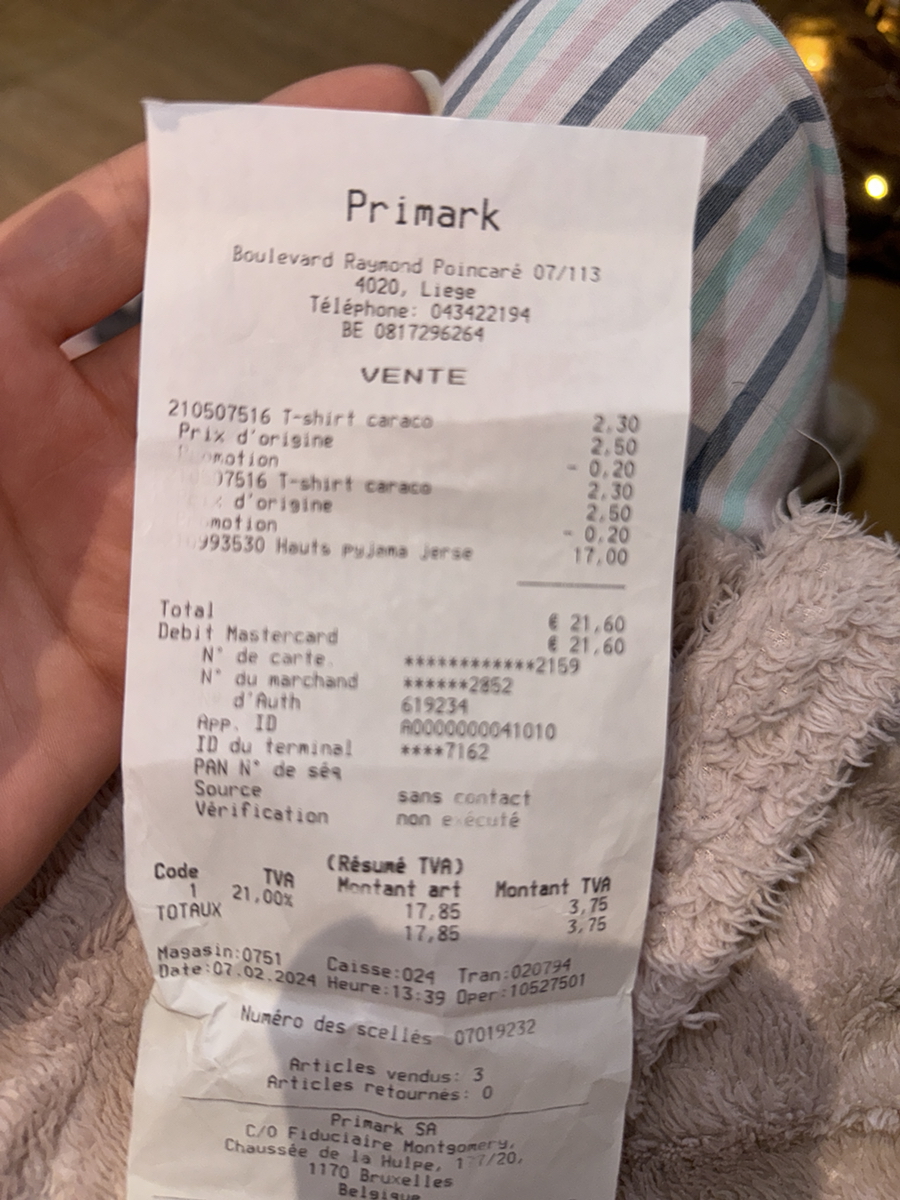 Primark
Boulevard Raymond Poincaré 07/113
4020, Liege
Téléphone: 043422194
BE 0817296264
VENTE
210507516 T-shirt caraco 2,30
Prix d'origine 2,50
omotion - 0,20
07516 T-shirt caraco 2,30
d'origine 2,50
motion - 0,20
993530 Hauts pyjama jerse 17,00
Total € 21,60
Debit Mastercard € 21,60
N° de carte. ************2159
N° du marchand ******2852
d'Auth 619234
App. ID A0000000041010
ID du terminal ****7162
PAN N° de séq
Source sans contact
Vérification non exécuté
(Résumé TVA)
Code TVA Montant art Montant TVA
1 21,00% 17,85 3,75
TOTAUX 17,85 3,75
Magasin:0751 Caisse:024 Tran:020794
Date:07.02.2024 Heure:13:39 Oper:10527501
Numéro des scellés 07019232
Articles vendus: 3
Articles retournés: 0
Primark SA
C/O Fiduciaire Montgomery,
Chaussée de la Hulpe,
1170 Bruxelles
Belgique